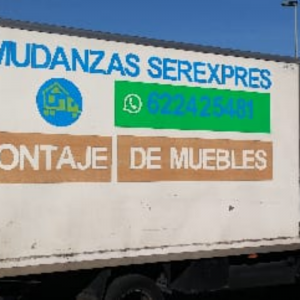 MUDANZAS SEREXPRES
622425481
ONTAJE DE MUEBLES